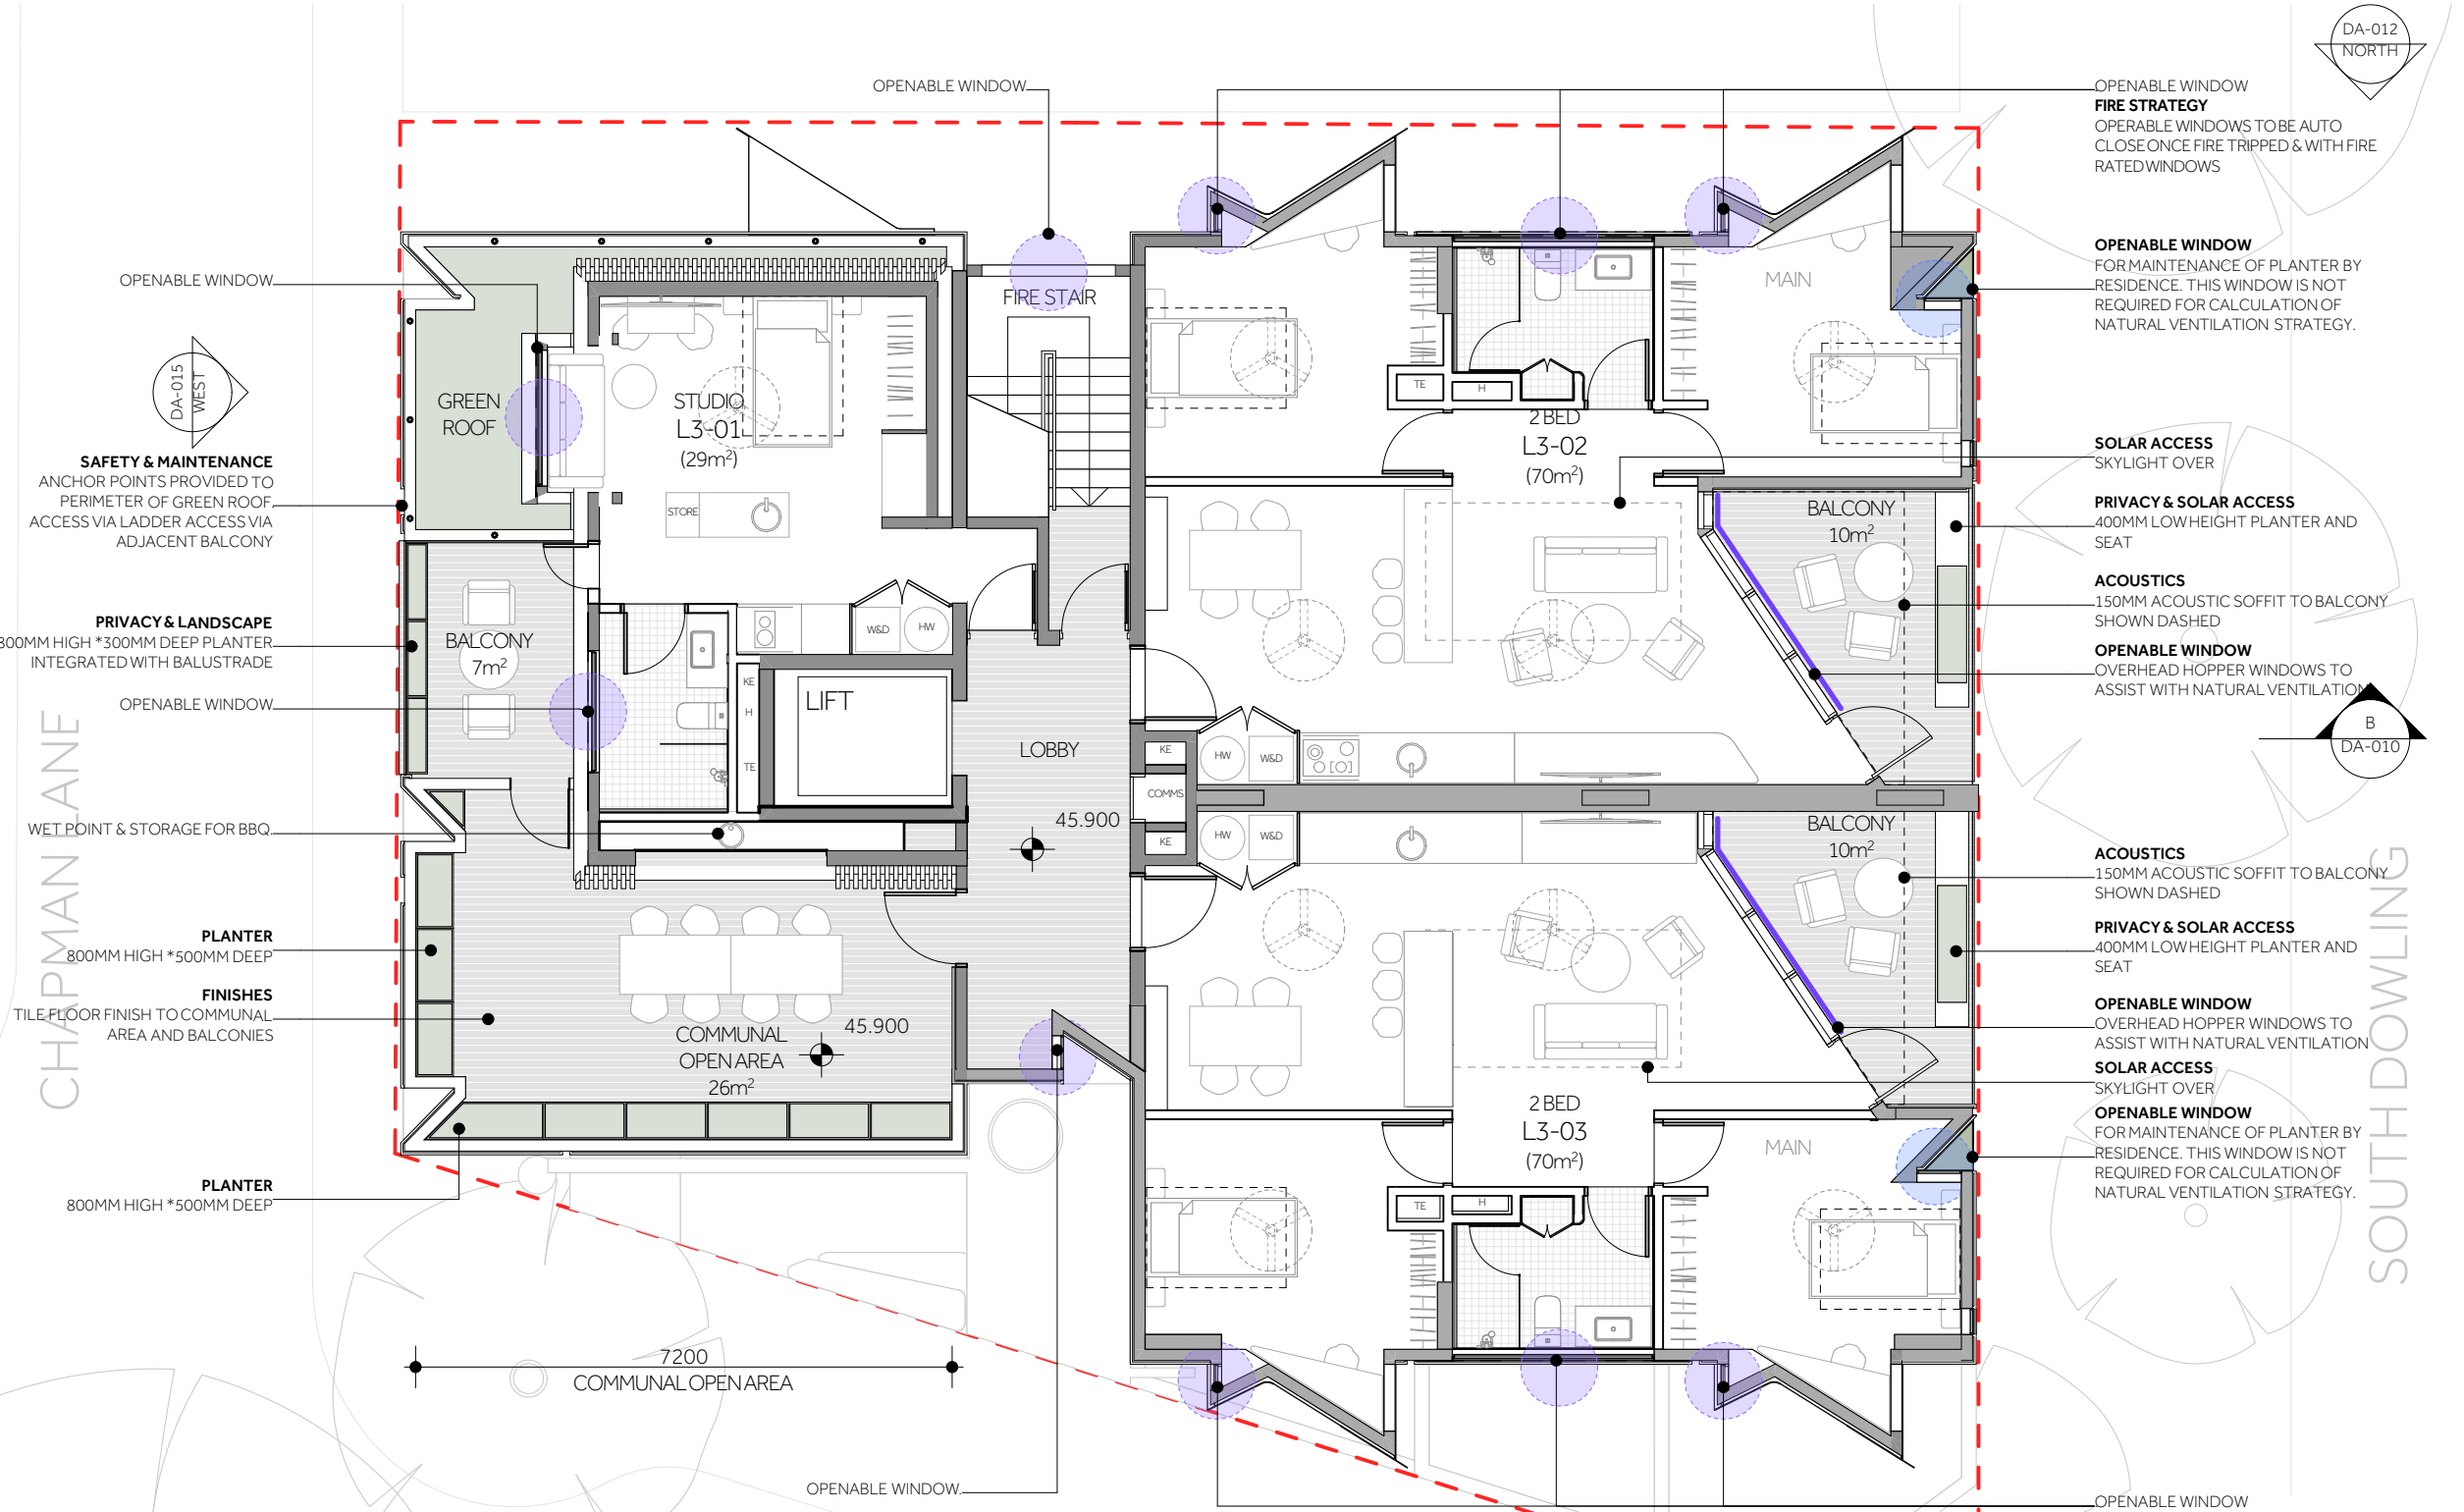 DA-012
NORTH
OPENABLE WINDOW
OPENABLE WINDOW
FIRE STRATEGY
OPERABLE WINDOWS TO BE AUTO
CLOSE ONCE FIRE TRIPPED & WITH FIRE
RATED WINDOWS
OPENABLE WINDOW
FOR MAINTENANCE OF PLANTER BY
RESIDENCE. THIS WINDOW IS NOT
REQUIRED FOR CALCULATION OF
NATURAL VENTILATION STRATEGY.
SOLAR ACCESS
SKYLIGHT OVER
PRIVACY & SOLAR ACCESS
400MM LOW HEIGHT PLANTER AND
SEAT
ACOUSTICS
150MM ACOUSTIC SOFFIT TO BALCONY
SHOWN DASHED
OPENABLE WINDOW
OVERHEAD HOPPER WINDOWS TO
ASSIST WITH NATURAL VENTILATION
B
DA-010
ACOUSTICS
150MM ACOUSTIC SOFFIT TO BALCONY
SHOWN DASHED
PRIVACY & SOLAR ACCESS
400MM LOW HEIGHT PLANTER AND
SEAT
OPENABLE WINDOW
OVERHEAD HOPPER WINDOWS TO
ASSIST WITH NATURAL VENTILATION
SOLAR ACCESS
SKYLIGHT OVER
OPENABLE WINDOW
FOR MAINTENANCE OF PLANTER BY
RESIDENCE. THIS WINDOW IS NOT
REQUIRED FOR CALCULATION OF
NATURAL VENTILATION STRATEGY.
OPENABLE WINDOW
SOUTH DOWLING
OPENABLE WINDOW
DA-015
WEST
SAFETY & MAINTENANCE
ANCHOR POINTS PROVIDED TO
PERIMETER OF GREEN ROOF.
ACCESS VIA LADDER ACCESS VIA
ADJACENT BALCONY
PRIVACY & LANDSCAPE
800MM HIGH *300MM DEEP PLANTER
INTEGRATED WITH BALUSTRADE
OPENABLE WINDOW
WET POINT & STORAGE FOR BBQ.
PLANTER
800MM HIGH *500MM DEEP
FINISHES
TILE FLOOR FINISH TO COMMUNAL
AREA AND BALCONIES
PLANTER
800MM HIGH *500MM DEEP
CHAPMAN LANE
GREEN
ROOF
STUDIO
L3-01
(29m²)
STORE
FIRE STAIR
BALCONY
7m²
W&D
HW
KE
H
TE
LIFT
LOBBY
45.900
COMMUNAL
OPEN AREA
26m²
45.900
7200
COMMUNAL OPEN AREA
OPENABLE WINDOW.
MAIN
TE
H
2 BED
L3-02
(70m²)
BALCONY
10m²
KE
HW
W&D
COMMS
KE
HW
W&D
BALCONY
10m²
2 BED
L3-03
(70m²)
MAIN
TE
H